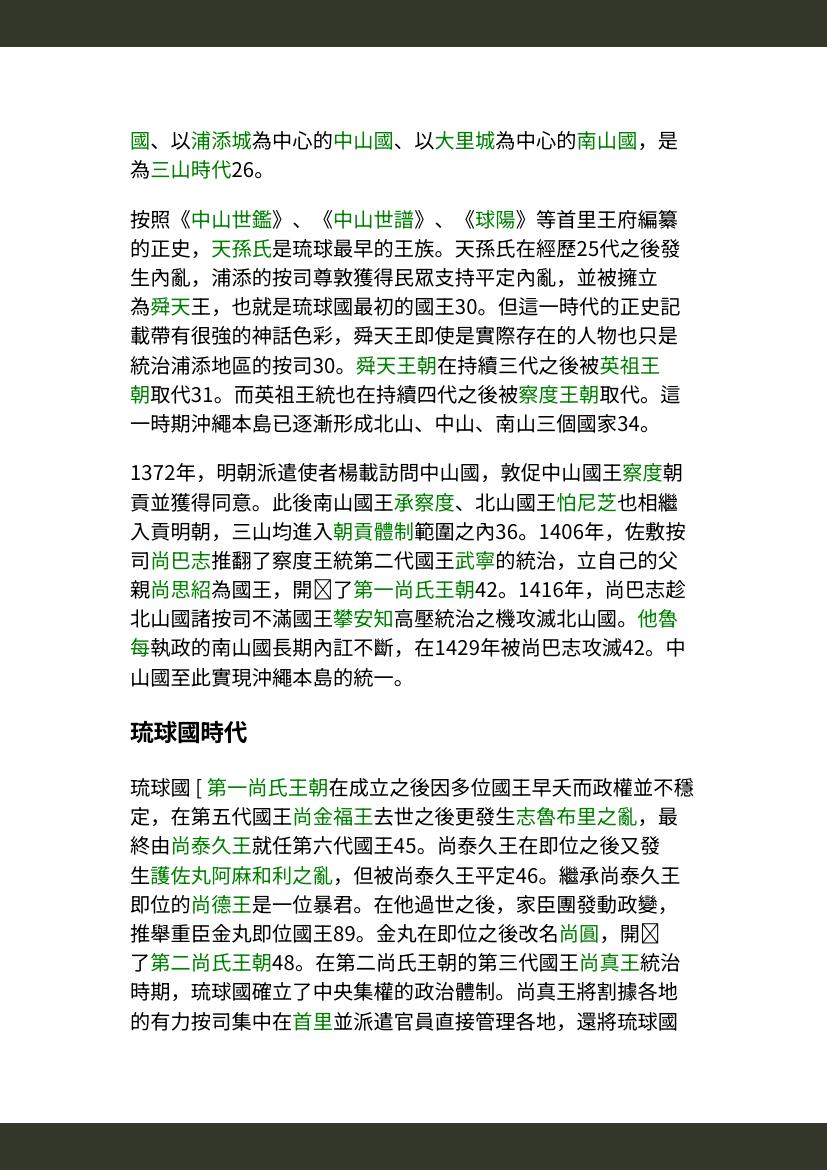 國、以浦添城為中心的中山國、以大里城為中心的南山國，是
為三山時代26。
按照《中山世鑑》、《中山世譜》、《球陽》等首里王府編纂
的正史，天孫氏是琉球最早的王族。天孫氏在經歷25代之後發
生內亂，浦添的按司尊敦獲得民眾支持平定內亂，並被擁立
為舜天王，也就是琉球國最初的國王30。但這一時代的正史記
載帶有很強的神話色彩，舜天王即使是實際存在的人物也只是
統治浦添地區的按司30。舜天王朝在持續三代之後被英祖王
朝取代31。而英祖王統也在持續四代之後被察度王朝取代。這
一時期沖繩本島已逐漸形成北山、中山、南山三個國家34。
1372年，明朝派遣使者楊載訪問中山國，敦促中山國王察度朝
貢並獲得同意。此後南山國王承察度、北山國王怕尼芝也相繼
入貢明朝，三山均進入朝貢體制範圍之內36。1406年，佐敷按
司尚巴志推翻了察度王統第二代國王武寧的統治，立自己的父
親尚思紹為國王，開了第一尚氏王朝42。1416年，尚巴志趁
北山國諸按司不滿國王攀安知高壓統治之機攻滅北山國。他魯
每執政的南山國長期內訌不斷，在1429年被尚巴志攻滅42。中
山國至此實現沖繩本島的統一。
琉球國時代
琉球國 [ 第一尚氏王朝在成立之後因多位國王早夭而政權並不穩
定，在第五代國王尚金福王去世之後更發生志魯布里之亂，最
終由尚泰久王就任第六代國王45。尚泰久王在即位之後又發
生護佐丸阿麻和利之亂，但被尚泰久王平定46。繼承尚泰久王
即位的尚德王是一位暴君。在他過世之後，家臣團發動政變，
推舉重臣金丸即位國王89。金丸在即位之後改名尚圓，開
了第二尚氏王朝48。在第二尚氏王朝的第三代國王尚真王統治
時期，琉球國確立了中央集權的政治體制。尚真王將割據各地
的有力按司集中在首里並派遣官員直接管理各地，還將琉球國